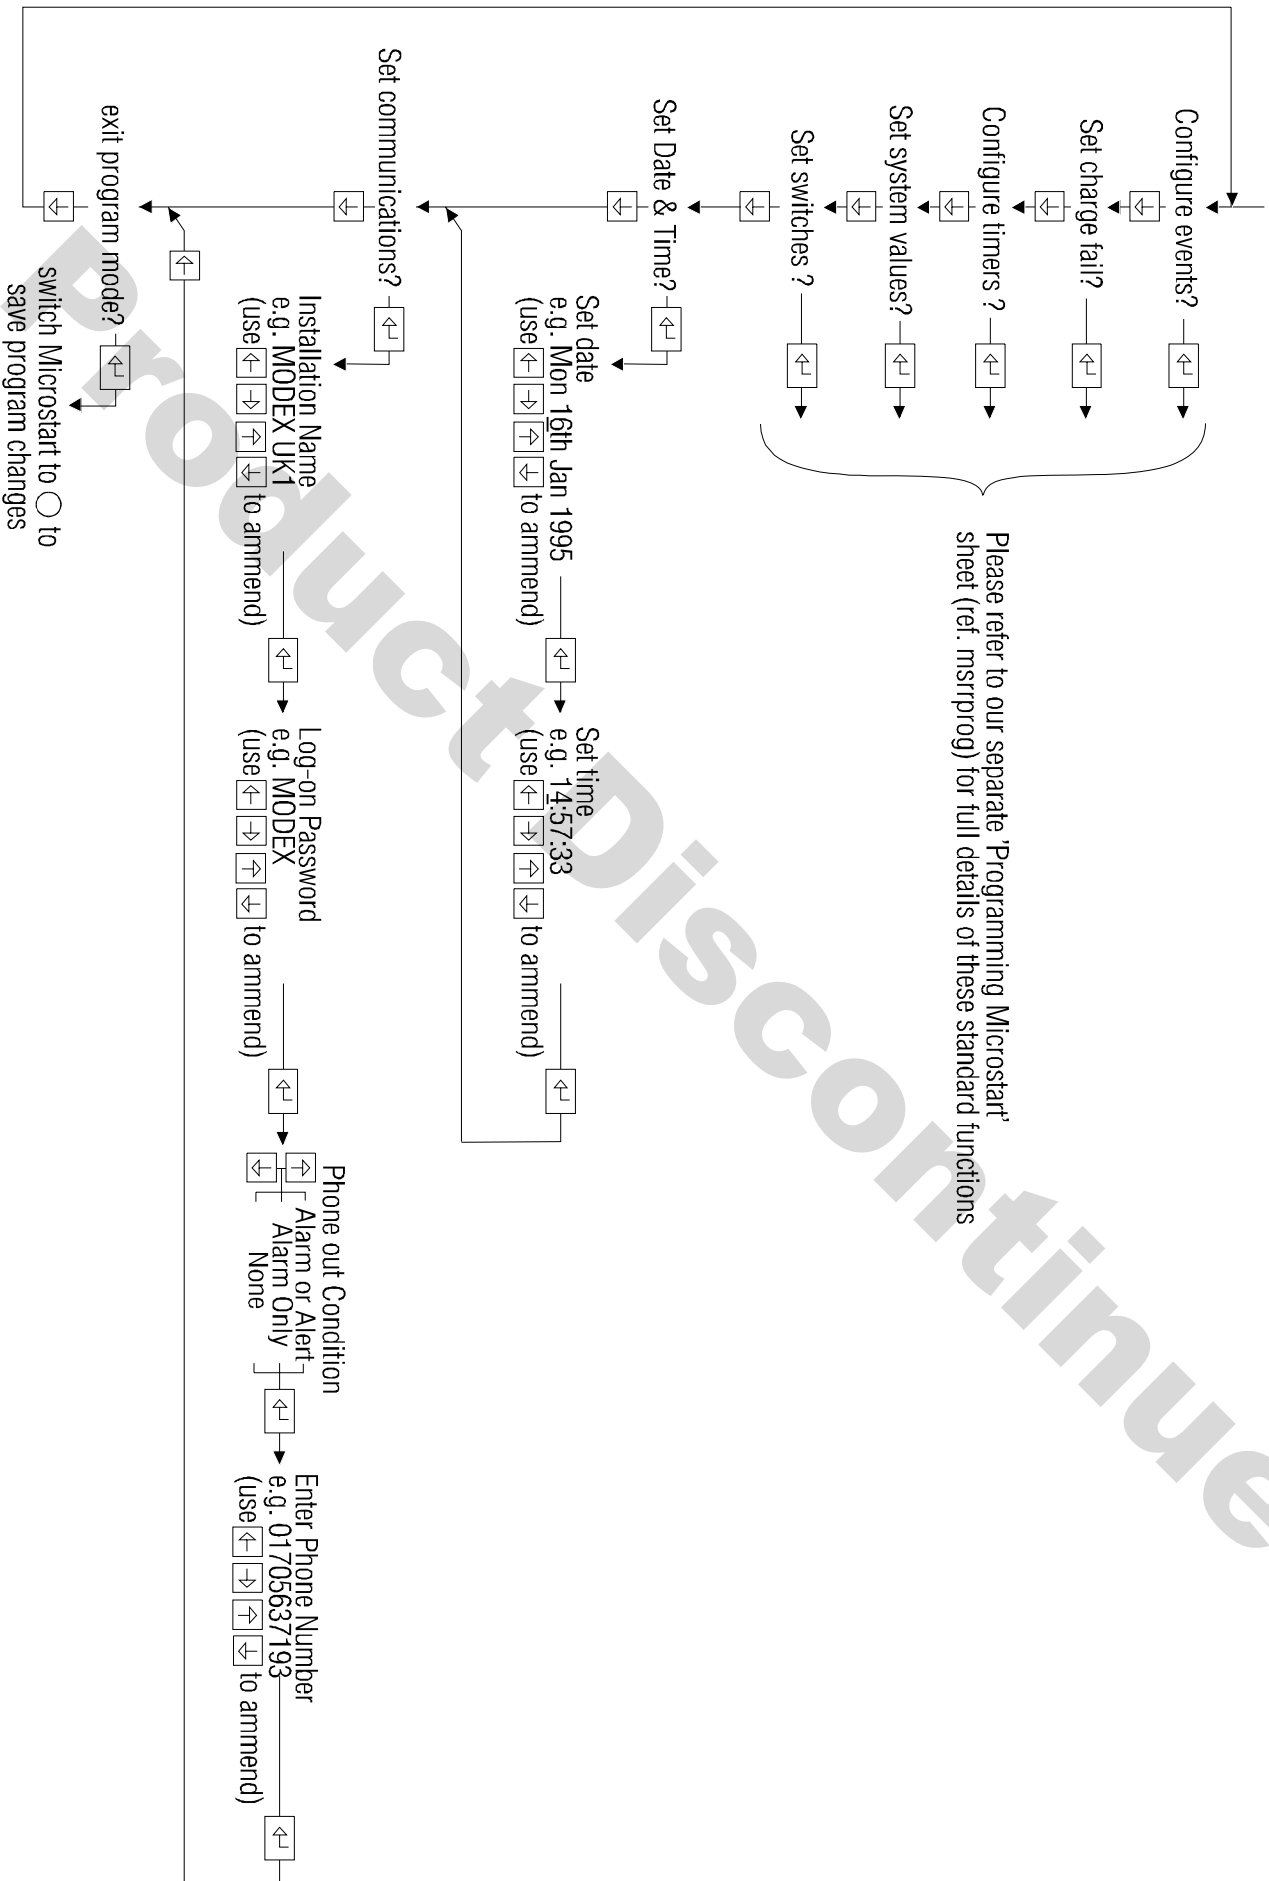 Configure events?
Set charge fail?
Configure timers ?
Set system values?
Set switches ?
Please refer to our separate 'Programming Microstart'
sheet (ref. msrrprog) for full details of these standard functions
Set Date & Time?
Set date
e.g. Mon 16th Jan 1995
(use to ammend)
Set time
e.g. 14:57:33
(use to ammend)
Set communications?
Installation Name
e.g. MODEX UK1
(use to ammend)
Log-on Password
e.g. MODEX
(use to ammend)
Phone out Condition
Alarm or Alert
Alarm Only
None
Enter Phone Number
e.g. 01705637193
(use to ammend)
exit program mode?
switch Microstart to to
save program changes
Product Discontinue